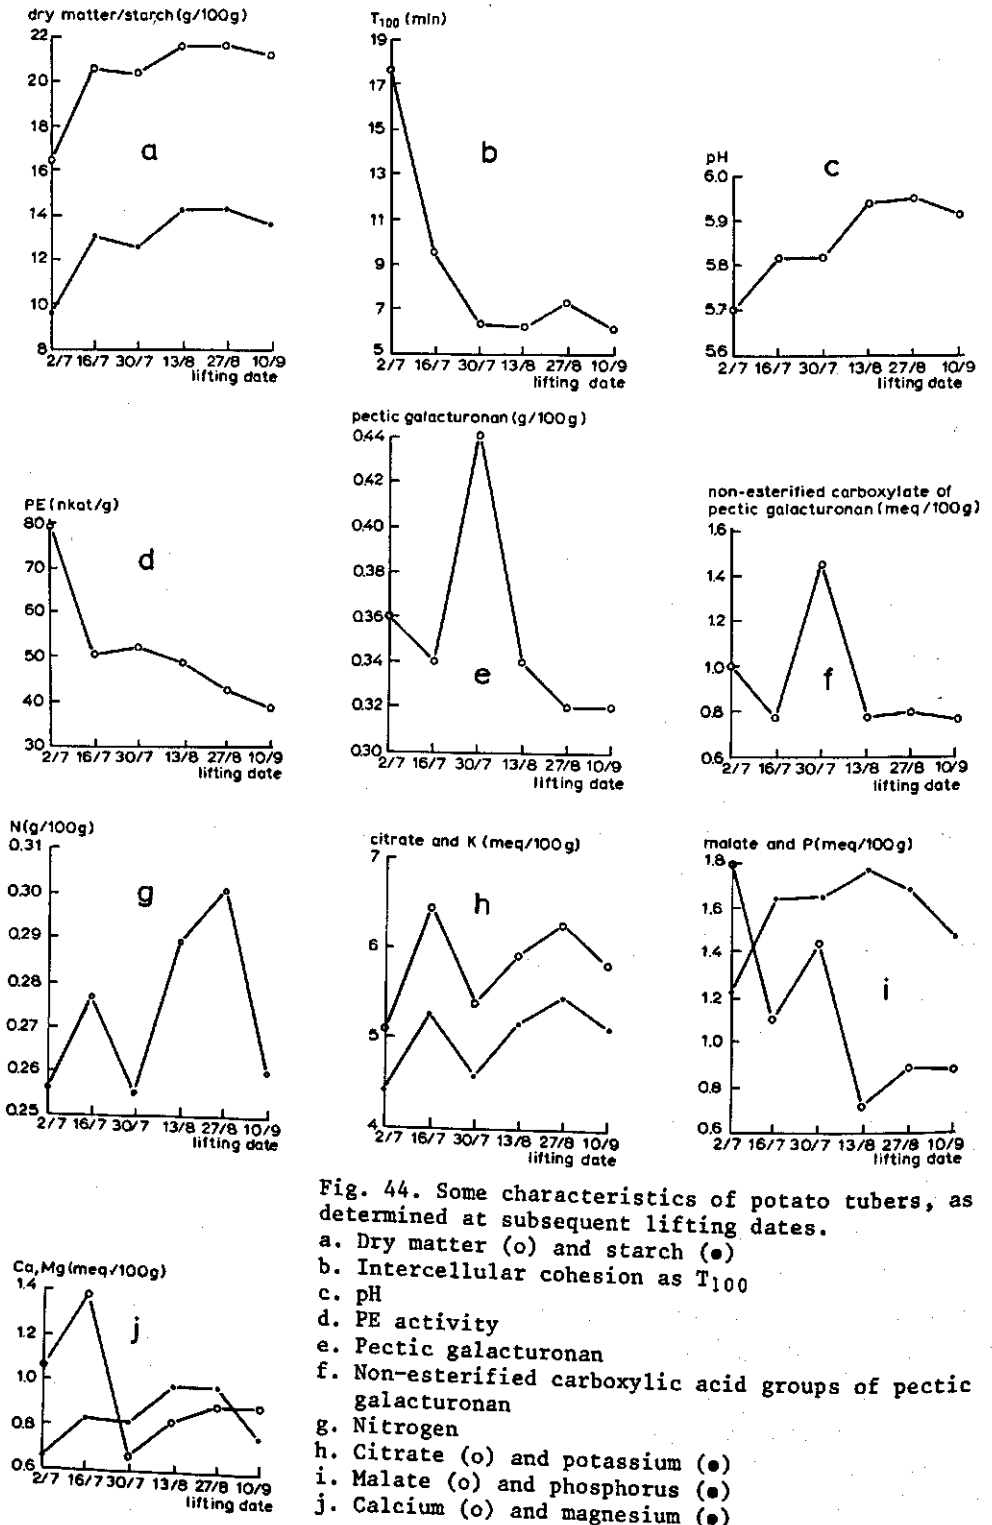 dry matter/starch (g/100g)
22
20
18
16
14
12
10
8
a
2/7 16/7 30/7 13/8 27/8 10/9
lifting date
T100 (min)
19
17
15
13
11
9
7
5
b
2/7 16/7 30/7 13/8 27/8 10/9
lifting date
pH
6.0
5.9
5.8
5.7
5.6
c
2/7 16/7 30/7 13/8 27/8 10/9
lifting date
PE (nkat/g)
80
70
60
50
40
30
d
2/7 16/7 30/7 13/8 27/8 10/9
lifting date
pectic galacturonan (g/100g)
0.44
0.42
0.40
0.38
0.36
0.34
0.32
0.30
e
2/7 16/7 30/7 13/8 27/8 10/9
lifting date
non-esterified carboxylate of
pectic galacturonan (meq/100g)
1.6
1.4
1.2
1.0
0.8
0.6
f
2/7 16/7 30/7 13/8 27/8 10/9
lifting date
N(g/100g)
0.31
0.30
0.29
0.28
0.27
0.26
0.25
g
2/7 16/7 30/7 13/8 27/8 10/9
lifting date
citrate and K (meq/100g)
7
6
5
4
h
2/7 16/7 30/7 13/8 27/8 10/9
lifting date
malate and P(meq/100g)
1.8
1.6
1.4
1.2
1.0
0.8
0.6
i
2/7 16/7 30/7 13/8 27/8 10/9
lifting date
Ca,Mg (meq/100g)
1.4
1.2
1.0
0.8
0.6
j
2/7 16/7 30/7 13/8 27/8 10/9
lifting date
Fig. 44. Some characteristics of potato tubers, as
determined at subsequent lifting dates.
a. Dry matter (o) and starch (●)
b. Intercellular cohesion as T100
c. pH
d. PE activity
e. Pectic galacturonan
f. Non-esterified carboxylic acid groups of pectic
galacturonan
g. Nitrogen
h. Citrate (o) and potassium (●)
i. Malate (o) and phosphorus (●)
j. Calcium (o) and magnesium (●)